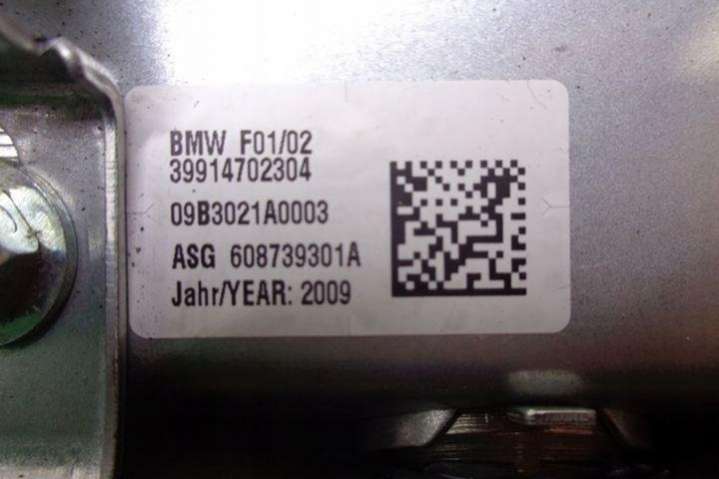 BMW F01/02
39914702304
09B3021A0003
ASG 608739301A
Jahr/YEAR: 2009